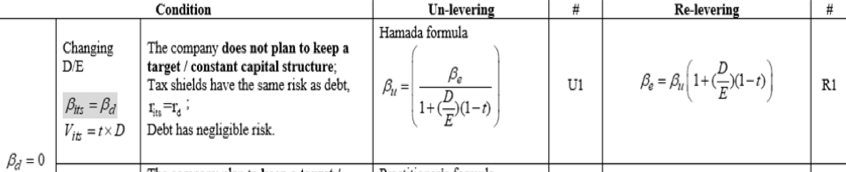 Condition Un-levering # Re-levering #
Changing
D/E
β_its = β_d
V_its = t × D
The company does not plan to keep a
target / constant capital structure;
Tax shields have the same risk as debt,
r_its=r_d ;
Debt has negligible risk.
Hamada formula
β_u = ( β_e / ( 1+(D/E)(1−t) ) )
U1
β_e = β_u ( 1+(D/E)(1−t) )
R1
β_d = 0